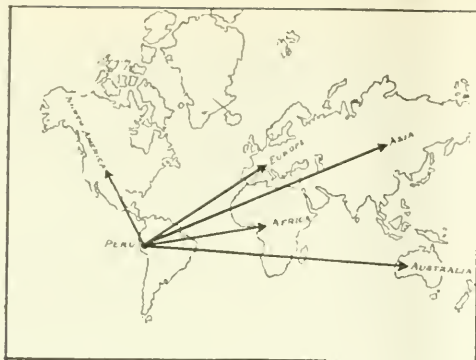 NORTH AMERICA
EUROPE
ASIA
AFRICA
PERU
AUSTRALIA